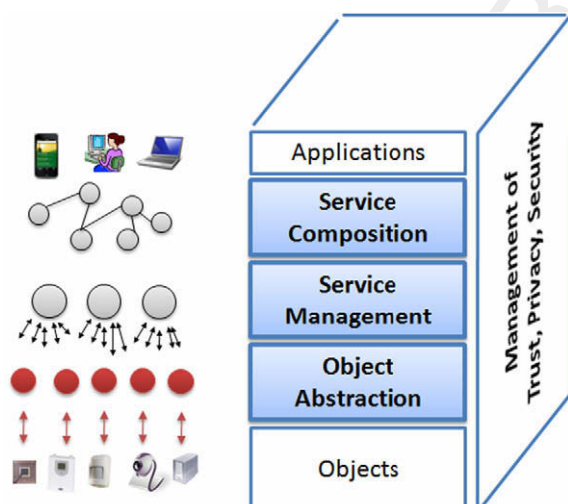 Applications
Service
Composition
Service
Management
Object
Abstraction
Objects
Management of
Trust, Privacy, Security